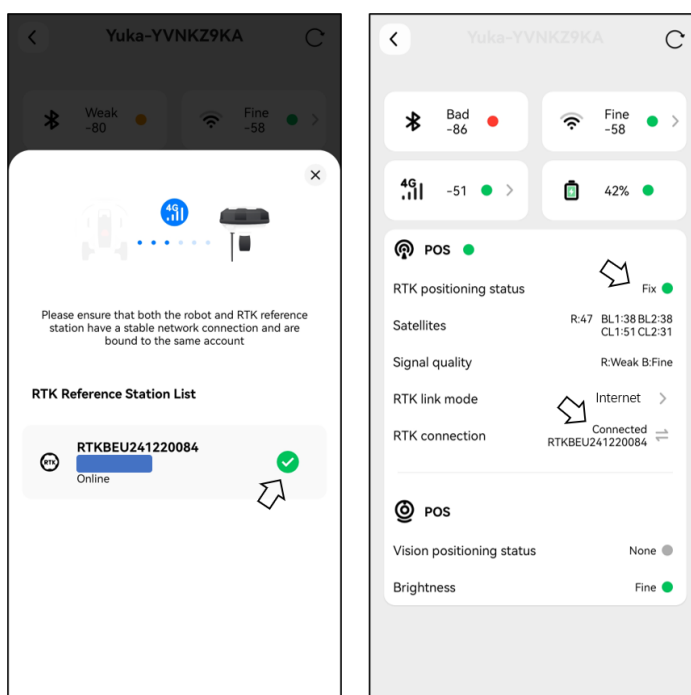 Yuka-YVNKZ9KA
Weak
-80
Fine
-58
4G
Please ensure that both the robot and RTK reference
station have a stable network connection and are
bound to the same account
RTK Reference Station List
RTK
RTKBEU241220084
Online
Yuka-YVNKZ9KA
Bad
-86
Fine
-58
4G
-51
42%
POS
RTK positioning status
Fix
Satellites
R:47 BL1:38 BL2:38
CL1:51 CL2:31
Signal quality
R:Weak B:Fine
RTK link mode
Internet
RTK connection
Connected
RTKBEU241220084
POS
Vision positioning status
None
Brightness
Fine